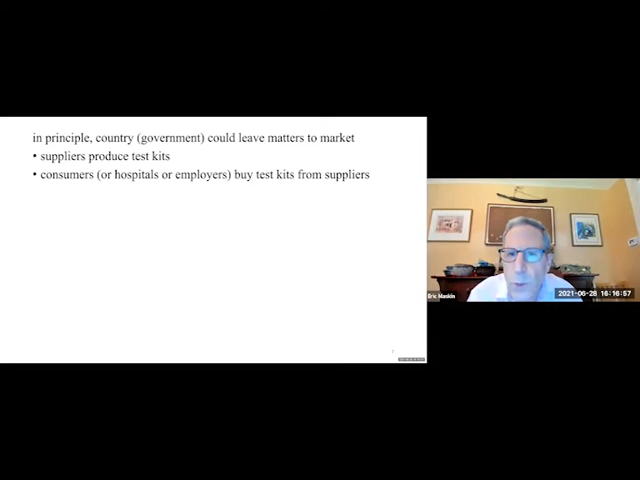 in principle, country (government) could leave matters to market
• suppliers produce test kits
• consumers (or hospitals or employers) buy test kits from suppliers
Eric Maskin
2021-06-28 16:16:57